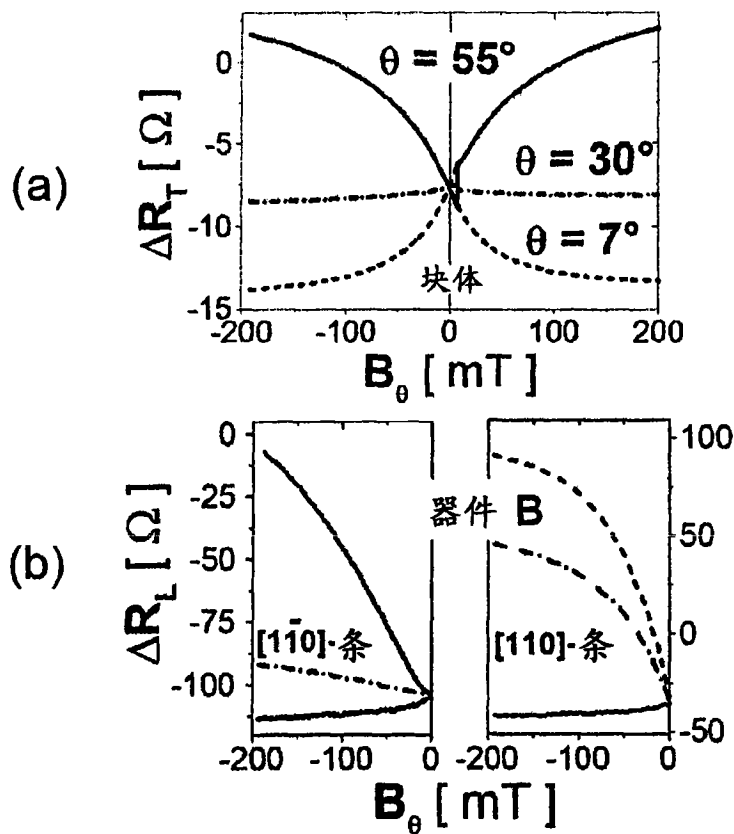 (a)
ΔR_T [ Ω ]
0
-5
-10
-15
θ = 55°
θ = 30°
θ = 7°
块体
-200 -100 0 100 200
B_θ [ mT ]
(b)
ΔR_L [ Ω ]
0
-25
-50
-75
-100
器件 B
[11̄0]-条
[110]-条
100
50
0
-50
-200 -100 0
-200 -100 0
B_θ [ mT ]